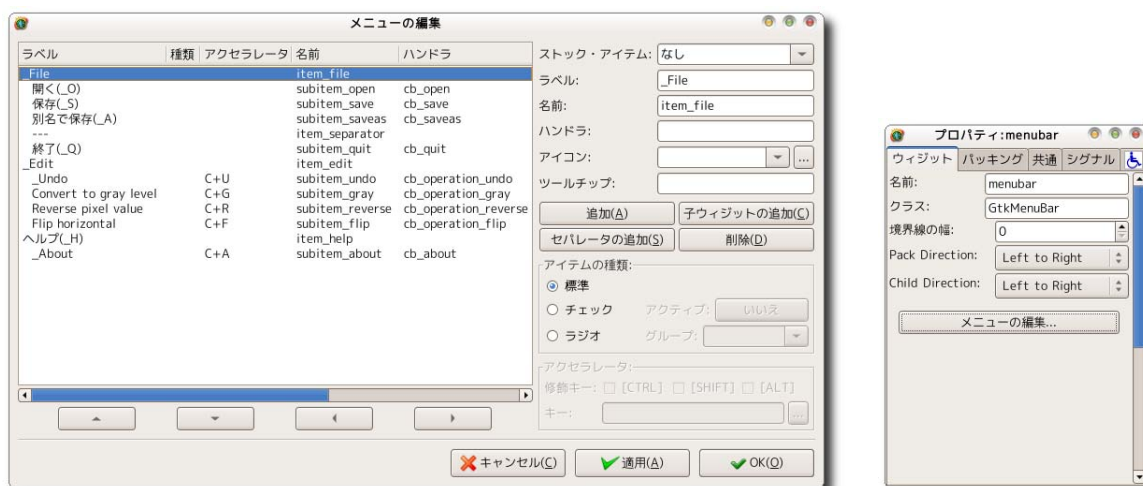 メニューの編集
ラベル 種類 アクセラレータ 名前 ハンドラ
_File item_file
開く(_O) subitem_open cb_open
保存(_S) subitem_save cb_save
別名で保存(_A) subitem_saveas cb_saveas
--- item_separator
終了(_Q) subitem_quit cb_quit
_Edit item_edit
_Undo C+U subitem_undo cb_operation_undo
Convert to gray level C+G subitem_gray cb_operation_gray
Reverse pixel value C+R subitem_reverse cb_operation_reverse
Flip horizontal C+F subitem_flip cb_operation_flip
ヘルプ(_H) item_help
_About C+A subitem_about cb_about
ストック・アイテム: なし
ラベル: _File
名前: item_file
ハンドラ:
アイコン: ...
ツールチップ:
追加(A) 子ウィジットの追加(C)
セパレータの追加(S) 削除(D)
アイテムの種類:
標準
チェック アクティブ: いいえ
ラジオ グループ:
アクセラレータ:
修飾キー: [CTRL] [SHIFT] [ALT]
キー: ...
キャンセル(C) 適用(A) OK(O)
プロパティ:menubar
ウィジット パッキング 共通 シグナル
名前: menubar
クラス: GtkMenuBar
境界線の幅: 0
Pack Direction: Left to Right
Child Direction: Left to Right
メニューの編集...